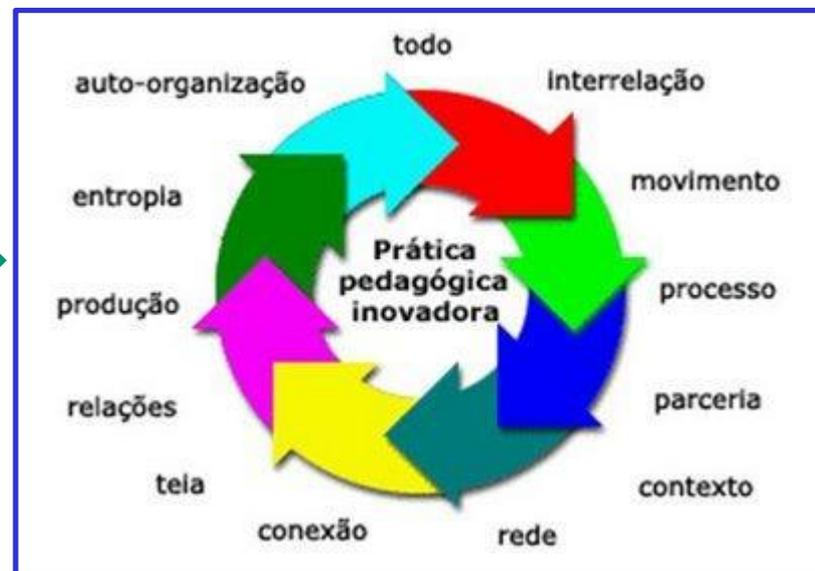 todo
interrelação
movimento
processo
parceria
contexto
rede
conexão
teia
relações
produção
entropia
auto-organização
Prática
pedagógica
inovadora